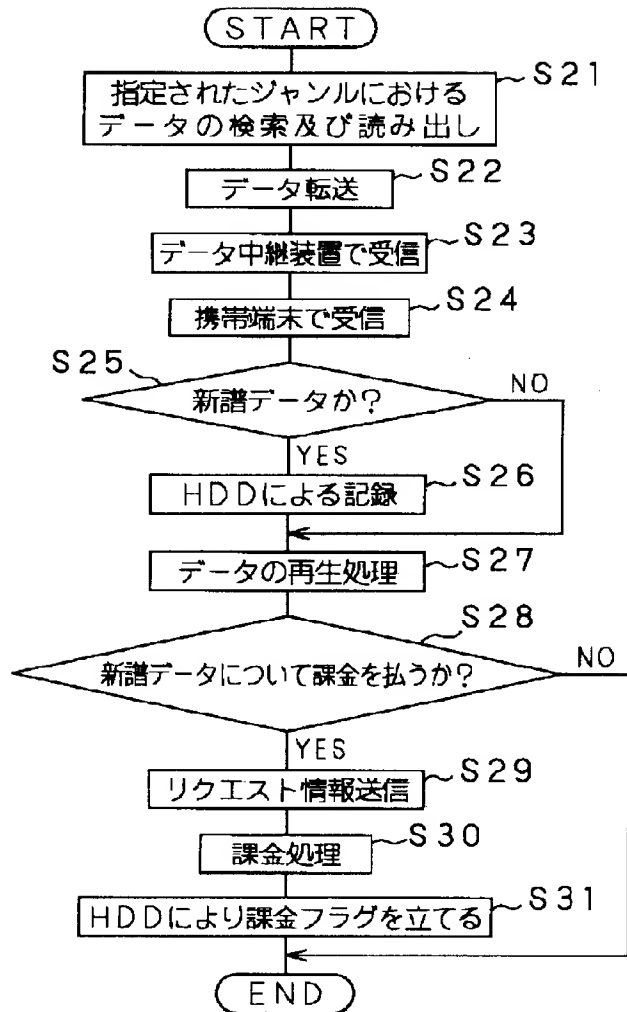 START
指定されたジャンルにおける
データの検索及び読み出し
S21
データ転送
S22
データ中継装置で受信
S23
携帯端末で受信
S24
S25
新譜データか?
NO
YES
HDDによる記録
S26
データの再生処理
S27
S28
新譜データについて課金を払うか?
NO
YES
リクエスト情報送信
S29
課金処理
S30
HDDにより課金フラグを立てる
S31
END